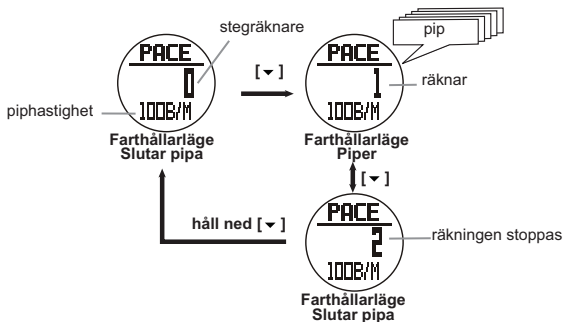 stegräknare
pip
PACE
0
100B/M
piphastighet
Farthållarläge
Slutar pipa
[ ▾ ]
PACE
1
100B/M
räknar
Farthållarläge
Piper
[ ▾ ]
håll ned [ ▾ ]
PACE
2
100B/M
räkningen stoppas
Farthållarläge
Slutar pipa